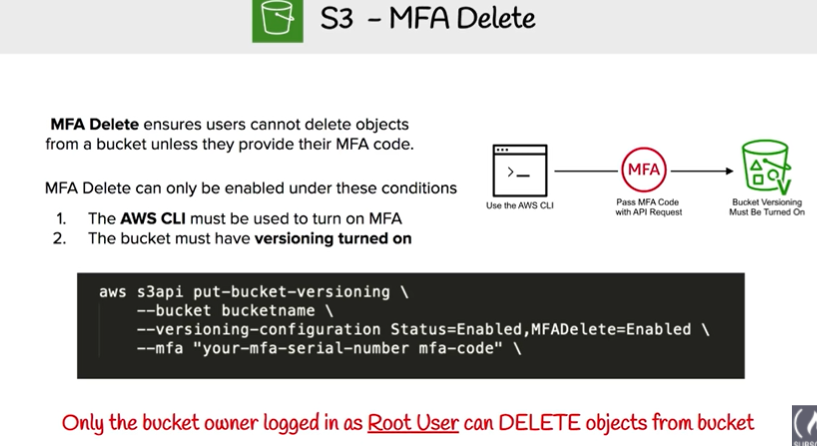 S3 - MFA Delete
MFA Delete ensures users cannot delete objects
from a bucket unless they provide their MFA code.
MFA Delete can only be enabled under these conditions
1. The AWS CLI must be used to turn on MFA
2. The bucket must have versioning turned on
>_
Use the AWS CLI
MFA
Pass MFA Code
with API Request
Bucket Versioning
Must Be Turned On
aws s3api put-bucket-versioning \
--bucket bucketname \
--versioning-configuration Status=Enabled,MFADelete=Enabled \
--mfa "your-mfa-serial-number mfa-code" \
Only the bucket owner logged in as Root User can DELETE objects from bucket